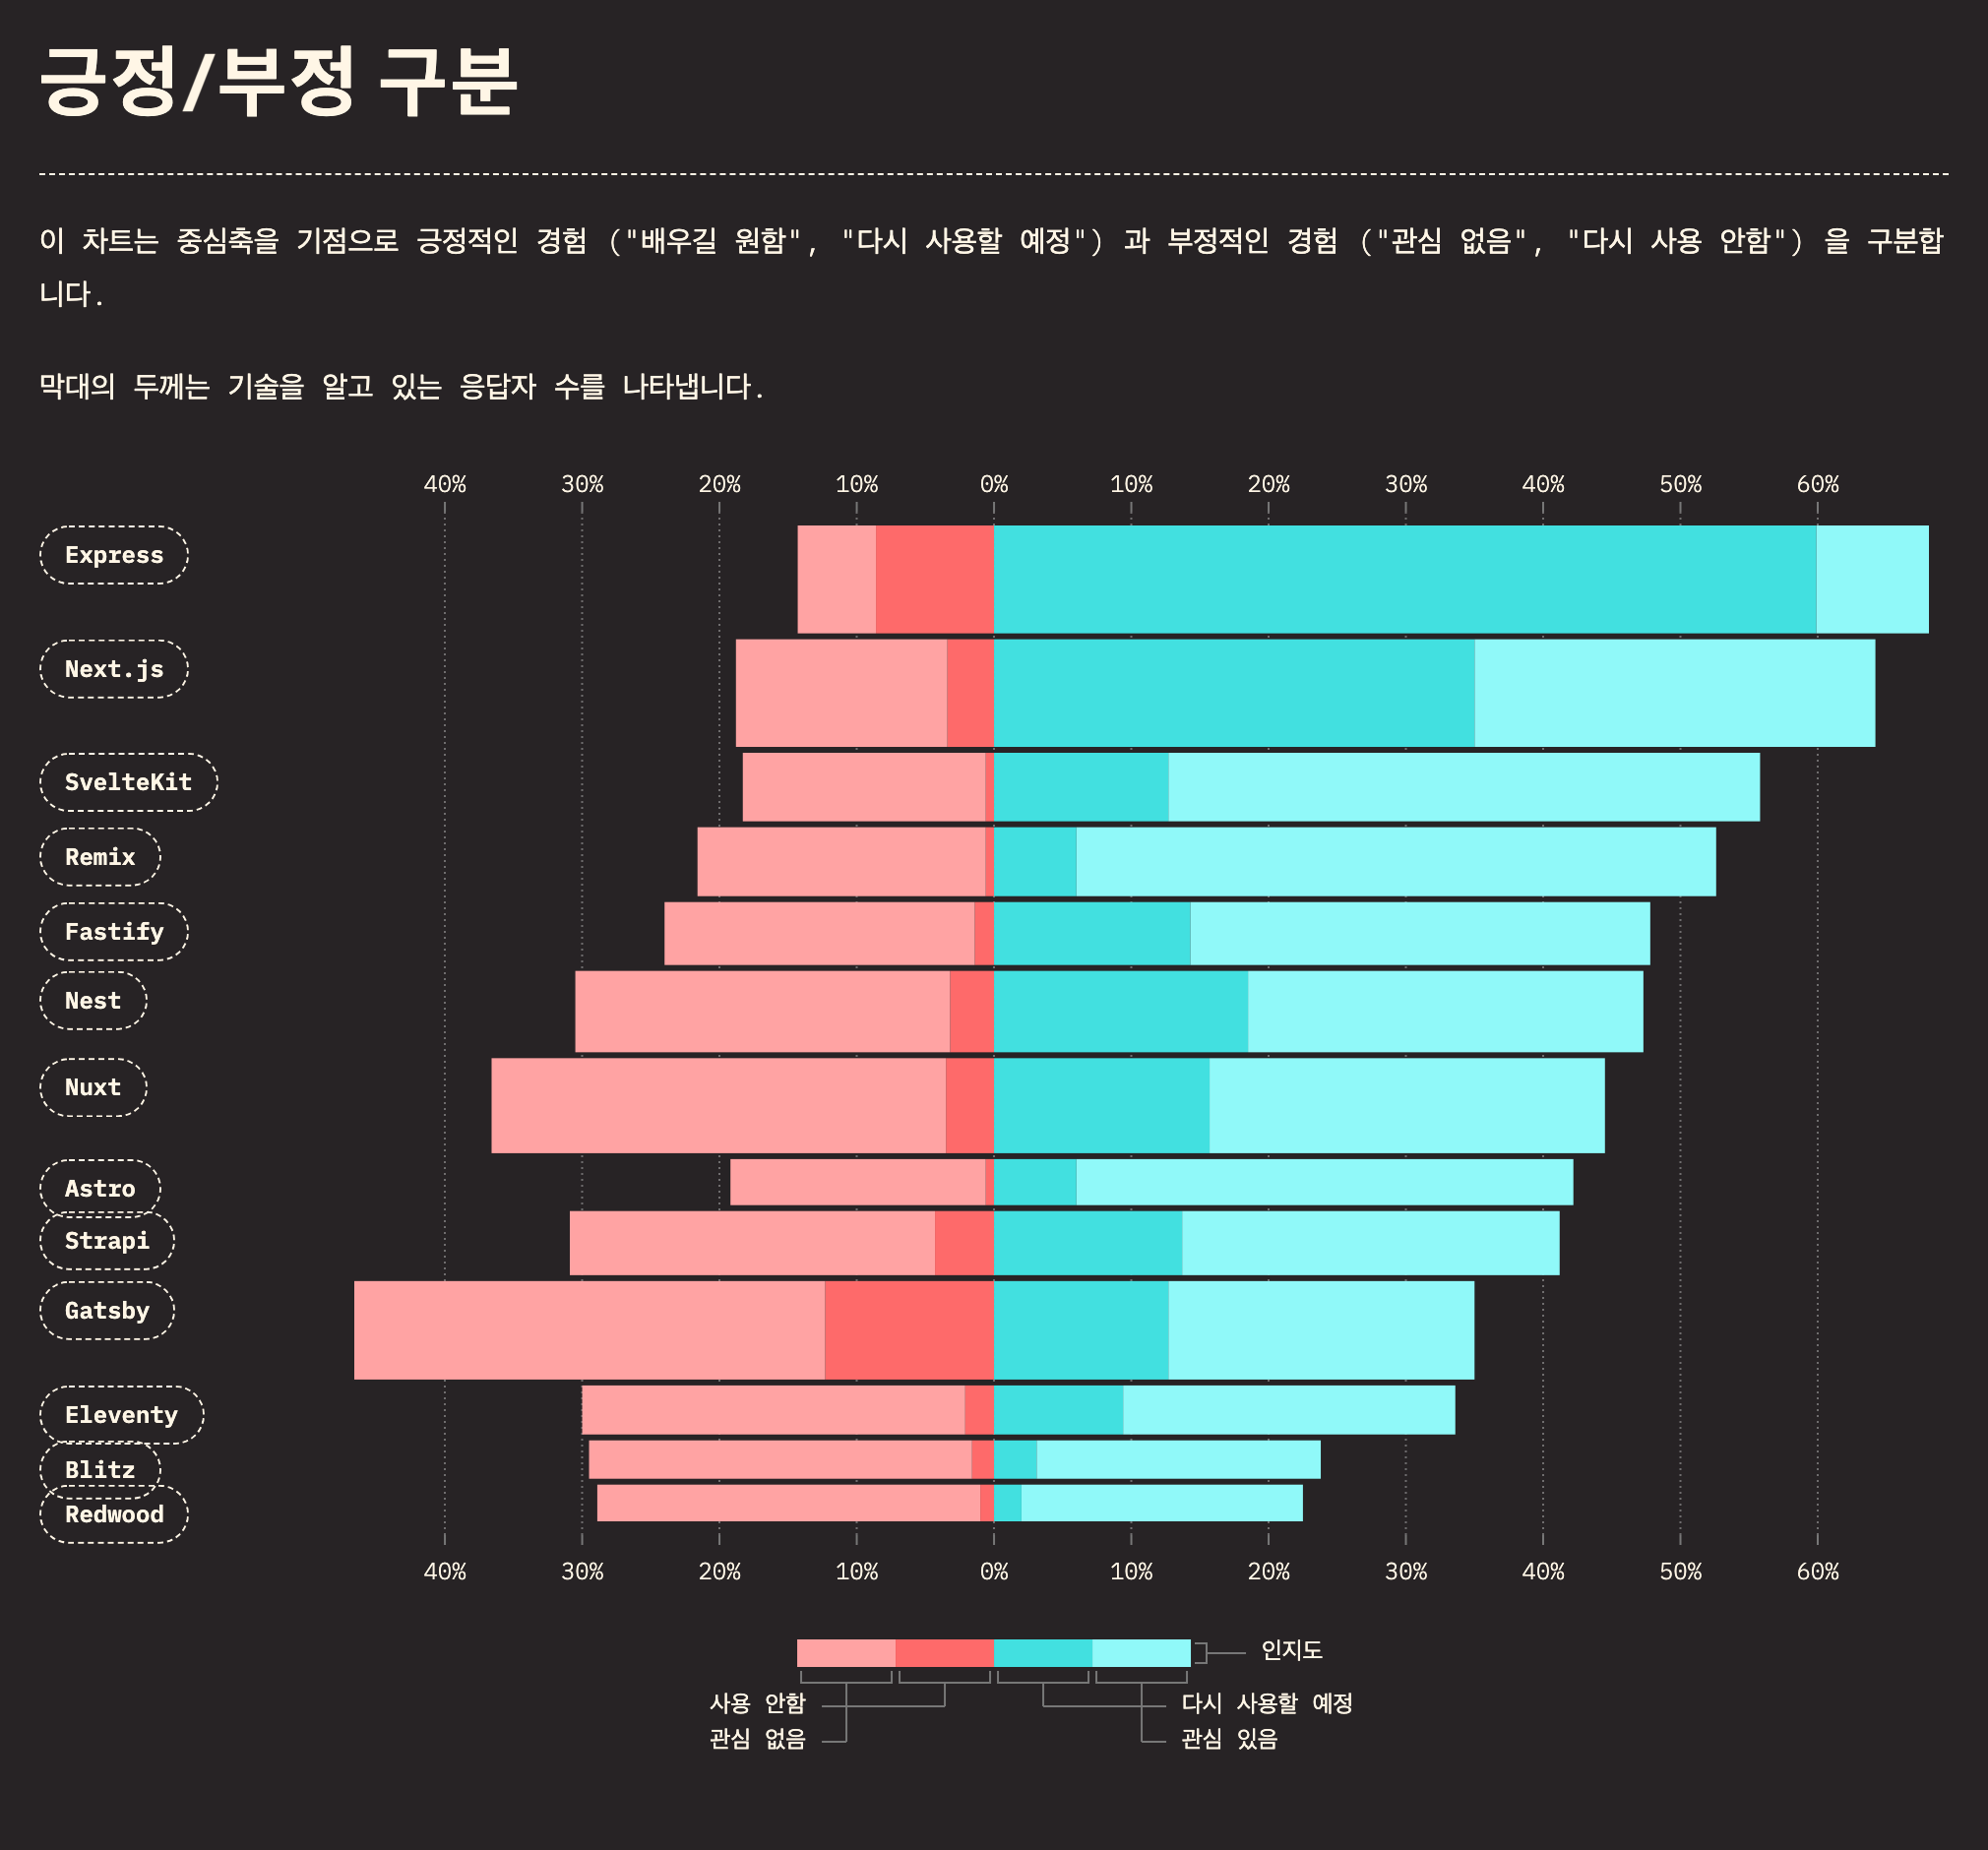 긍정/부정 구분
이 차트는 중심축을 기점으로 긍정적인 경험 ("배우길 원함", "다시 사용할 예정") 과 부정적인 경험 ("관심 없음", "다시 사용 안함") 을 구분합
니다.
막대의 두께는 기술을 알고 있는 응답자 수를 나타냅니다.
40% 30% 20% 10% 0% 10% 20% 30% 40% 50% 60%
Express
Next.js
SvelteKit
Remix
Fastify
Nest
Nuxt
Astro
Strapi
Gatsby
Eleventy
Blitz
Redwood
40% 30% 20% 10% 0% 10% 20% 30% 40% 50% 60%
인지도
사용 안함 다시 사용할 예정
관심 없음 관심 있음